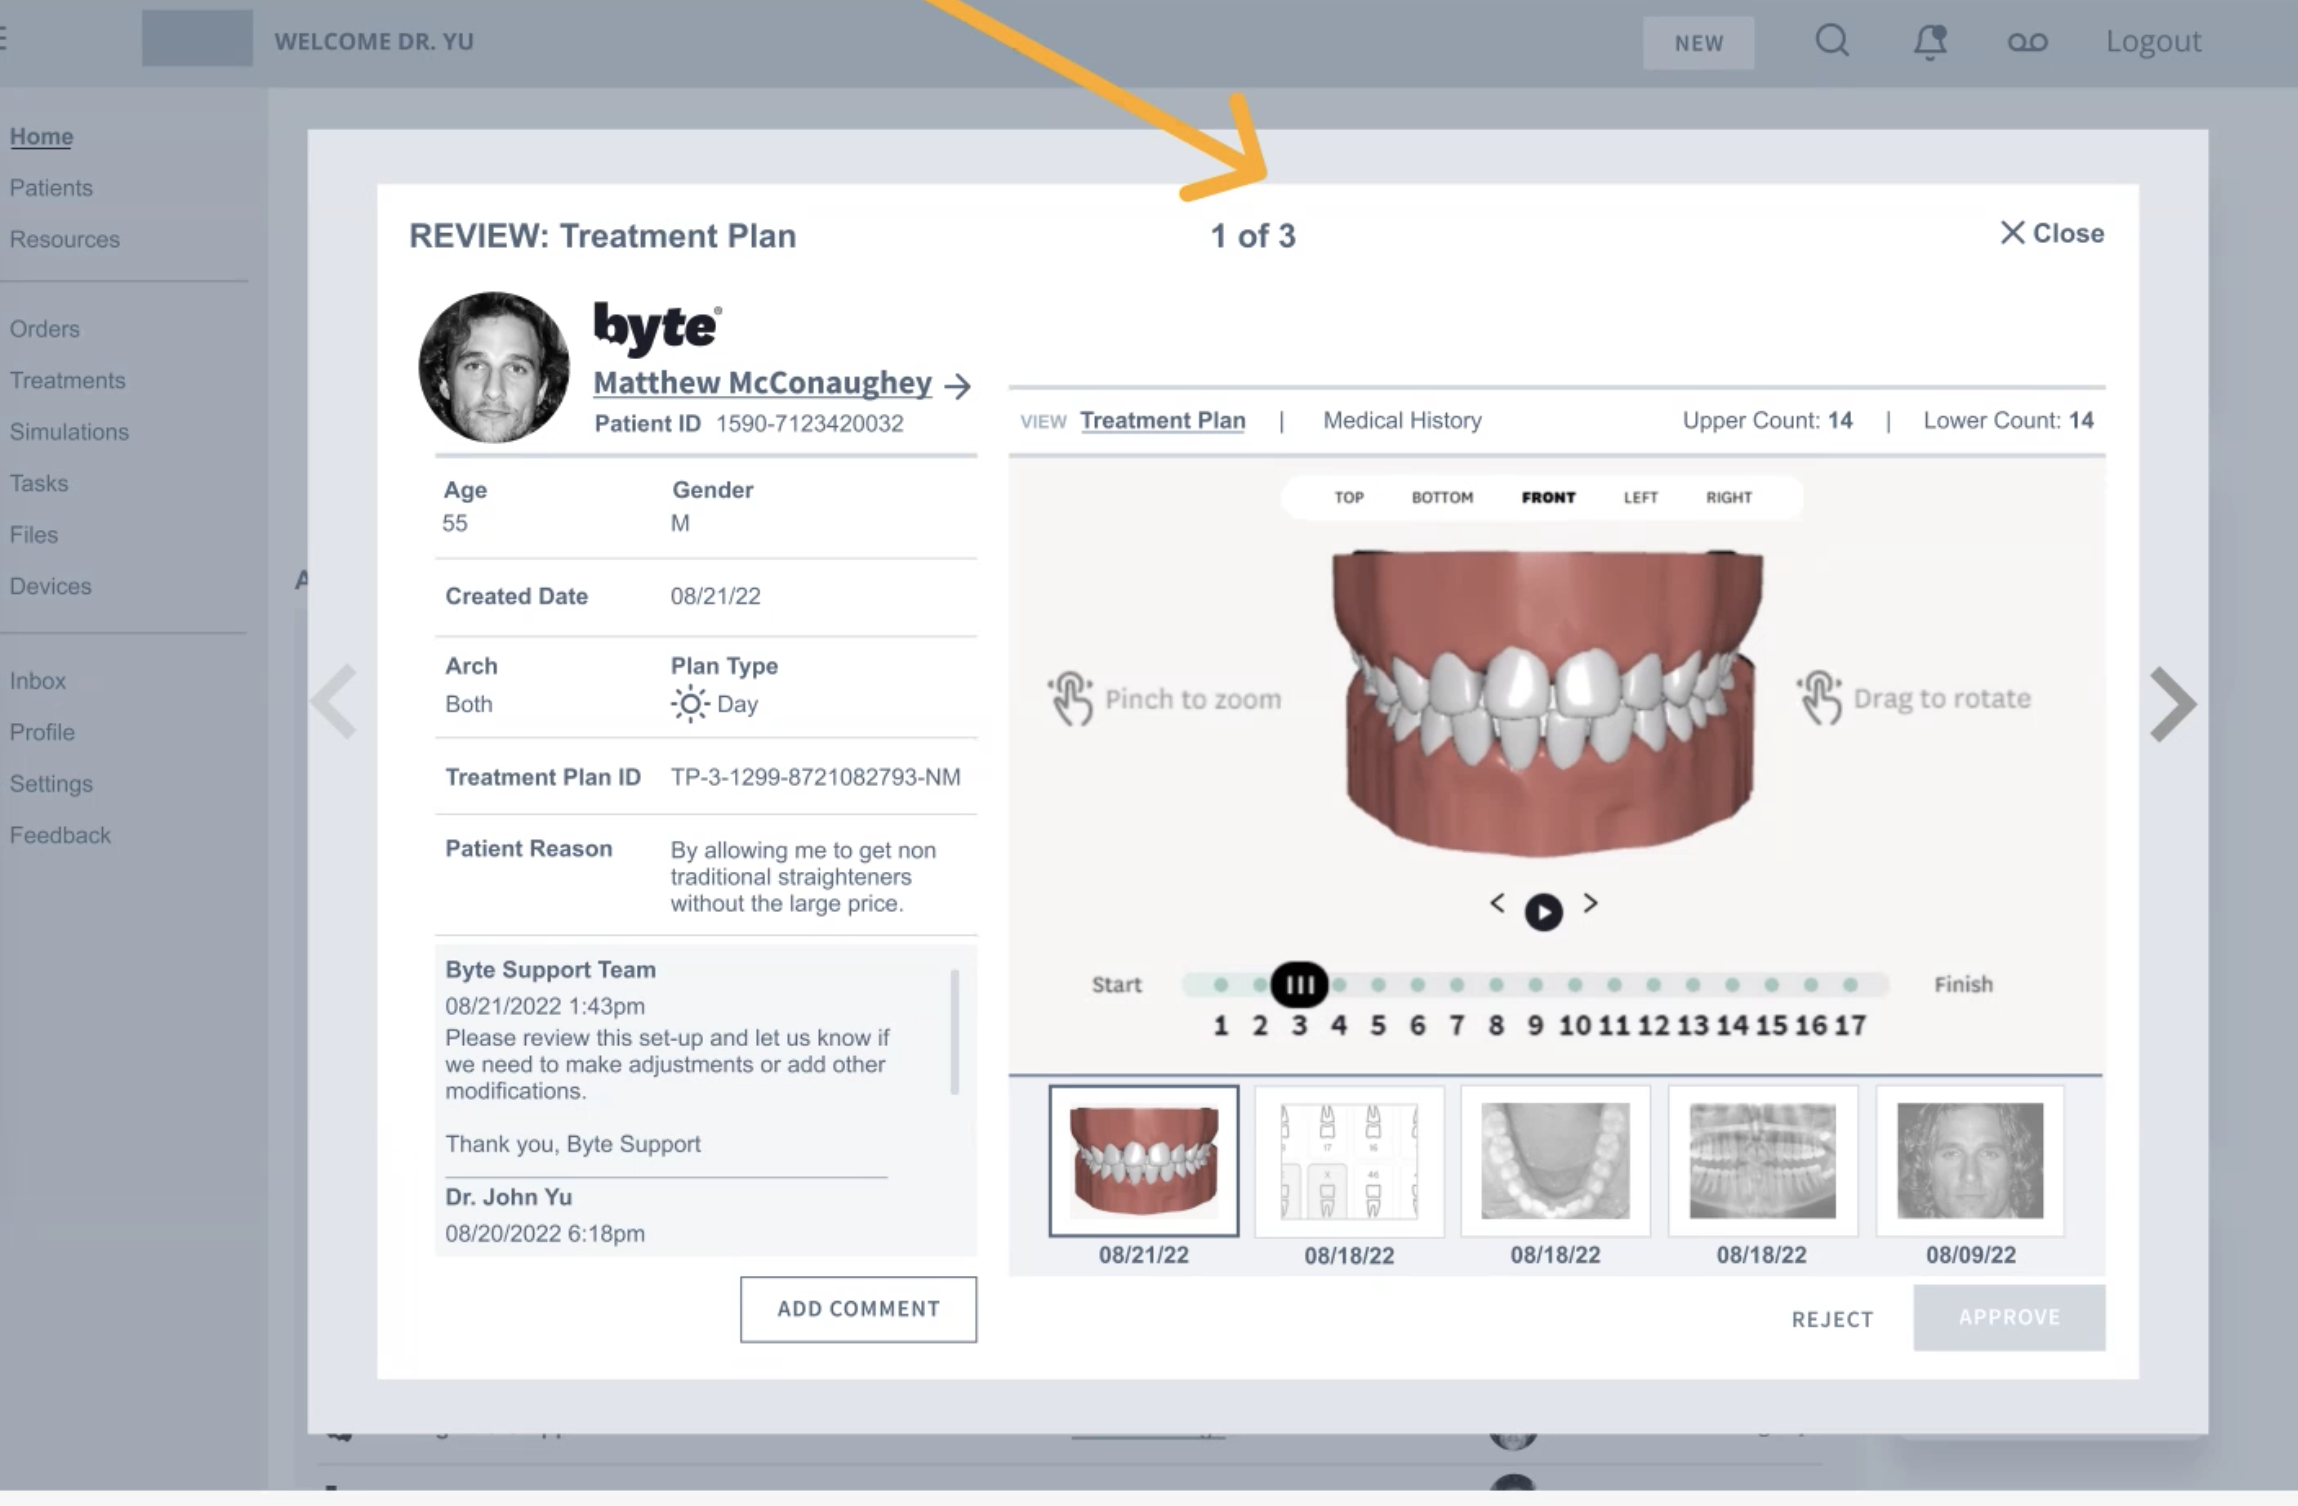 WELCOME DR. YU
NEW
Logout
Home
Patients
Resources
Orders
Treatments
Simulations
Tasks
Files
Devices
Inbox
Profile
Settings
Feedback
REVIEW: Treatment Plan
1 of 3
Close
byte®
Matthew McConaughey
Patient ID 1590-7123420032
Age
55
Gender
M
Created Date 08/21/22
Arch
Both
Plan Type
Day
Treatment Plan ID TP-3-1299-8721082793-NM
Patient Reason
By allowing me to get non
traditional straighteners
without the large price.
Byte Support Team
08/21/2022 1:43pm
Please review this set-up and let us know if
we need to make adjustments or add other
modifications.
Thank you, Byte Support
Dr. John Yu
08/20/2022 6:18pm
ADD COMMENT
VIEW Treatment Plan | Medical History Upper Count: 14 | Lower Count: 14
TOP BOTTOM FRONT LEFT RIGHT
Pinch to zoom
Drag to rotate
Start Finish
1 2 3 4 5 6 7 8 9 10 11 12 13 14 15 16 17
17 16
X 46
08/21/22 08/18/22 08/18/22 08/18/22 08/09/22
REJECT APPROVE